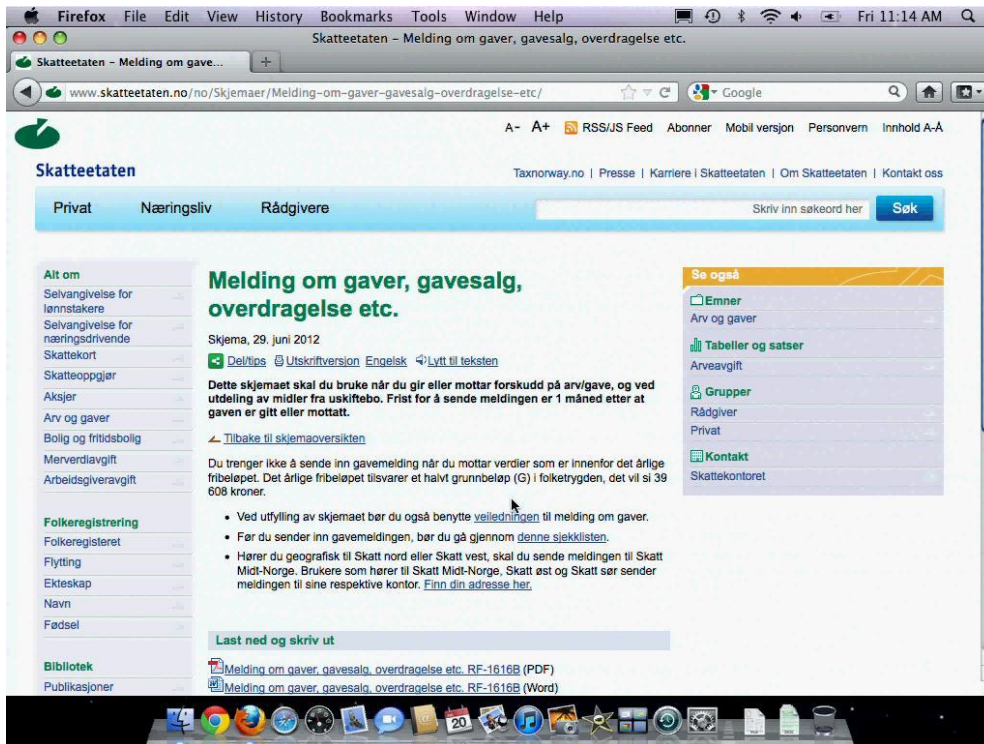 Firefox File Edit View History Bookmarks Tools Window Help Fri 11:14 AM
Skatteetaten – Melding om gaver, gavesalg, overdragelse etc.
Skatteetaten – Melding om gave...
www.skatteetaten.no/no/Skjemaer/Melding-om-gaver-gavesalg-overdragelse-etc/ Google
A- A+ RSS/JS Feed Abonner Mobil versjon Personvern Innhold A-Å
Skatteetaten
Taxnorway.no | Presse | Karriere i Skatteetaten | Om Skatteetaten | Kontakt oss
Privat Næringsliv Rådgivere Skriv inn søkeord her Søk
Alt om
Selvangivelse for
lønnstakere
Selvangivelse for
næringsdrivende
Skattekort
Skatteoppgjør
Aksjer
Arv og gaver
Bolig og fritidsbolig
Merverdiavgift
Arbeidsgiveravgift
Folkeregistrering
Folkeregisteret
Flytting
Ekteskap
Navn
Fødsel
Bibliotek
Publikasjoner
Melding om gaver, gavesalg,
overdragelse etc.
Skjema, 29. juni 2012
Del/tips Utskriftversjon Engelsk Lytt til teksten
Dette skjemaet skal du bruke når du gir eller mottar forskudd på arv/gave, og ved
utdeling av midler fra uskiftebo. Frist for å sende meldingen er 1 måned etter at
gaven er gitt eller mottatt.
Tilbake til skjemaoversikten
Du trenger ikke å sende inn gavemelding når du mottar verdier som er innenfor det årlige
fribeløpet. Det årlige fribeløpet tilsvarer et halvt grunnbeløp (G) i folketrygden, det vil si 39
608 kroner.
• Ved utfylling av skjemaet bør du også benytte veiledningen til melding om gaver.
• Før du sender inn gavemeldingen, bør du gå gjennom denne sjekklisten.
• Hører du geografisk til Skatt nord eller Skatt vest, skal du sende meldingen til Skatt
Midt-Norge. Brukere som hører til Skatt Midt-Norge, Skatt øst og Skatt sør sender
meldingen til sine respektive kontor. Finn din adresse her.
Last ned og skriv ut
Melding om gaver, gavesalg, overdragelse etc. RF-1616B (PDF)
Melding om gaver, gavesalg, overdragelse etc. RF-1616B (Word)
Se også
Emner
Arv og gaver
Tabeller og satser
Arveavgift
Grupper
Rådgiver
Privat
Kontakt
Skattekontoret
20